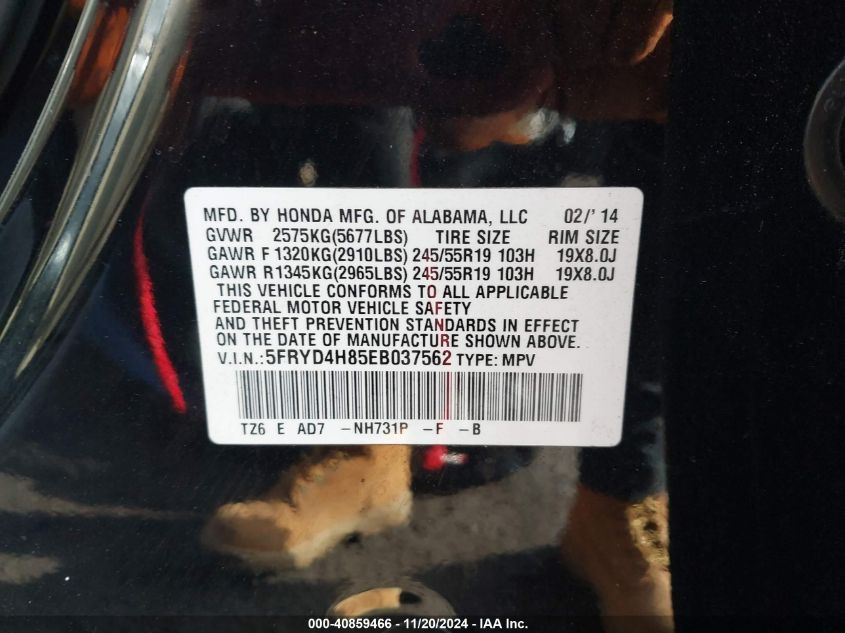 MFD. BY HONDA MFG. OF ALABAMA, LLC 02/' 14
GVWR 2575KG(5677LBS) TIRE SIZE RIM SIZE
GAWR F 1320KG(2910LBS) 245/55R19 103H 19X8.0J
GAWR R 1345KG(2965LBS) 245/55R19 103H 19X8.0J
THIS VEHICLE CONFORMS TO ALL APPLICABLE
FEDERAL MOTOR VEHICLE SAFETY
AND THEFT PREVENTION STANDARDS IN EFFECT
ON THE DATE OF MANUFACTURE SHOWN ABOVE.
V.I.N.: 5FRYD4H85EB037562 TYPE: MPV
TZ6 E AD7 -NH731P -F -B
000-40859466 - 11/20/2024 - IAA Inc.